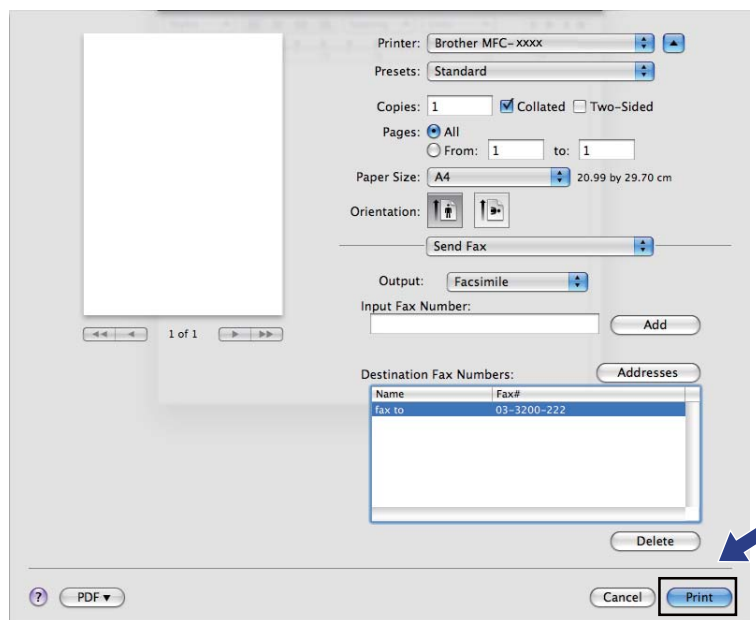 Printer: Brother MFC-xxxx
Presets: Standard
Copies: 1 Collated Two-Sided
Pages: All
From: 1 to: 1
Paper Size: A4 20.99 by 29.70 cm
Orientation:
Send Fax
Output: Facsimile
Input Fax Number:
Add
1 of 1
Destination Fax Numbers: Addresses
Name Fax#
fax to 03-3200-222
Delete
? PDF▼ Cancel Print